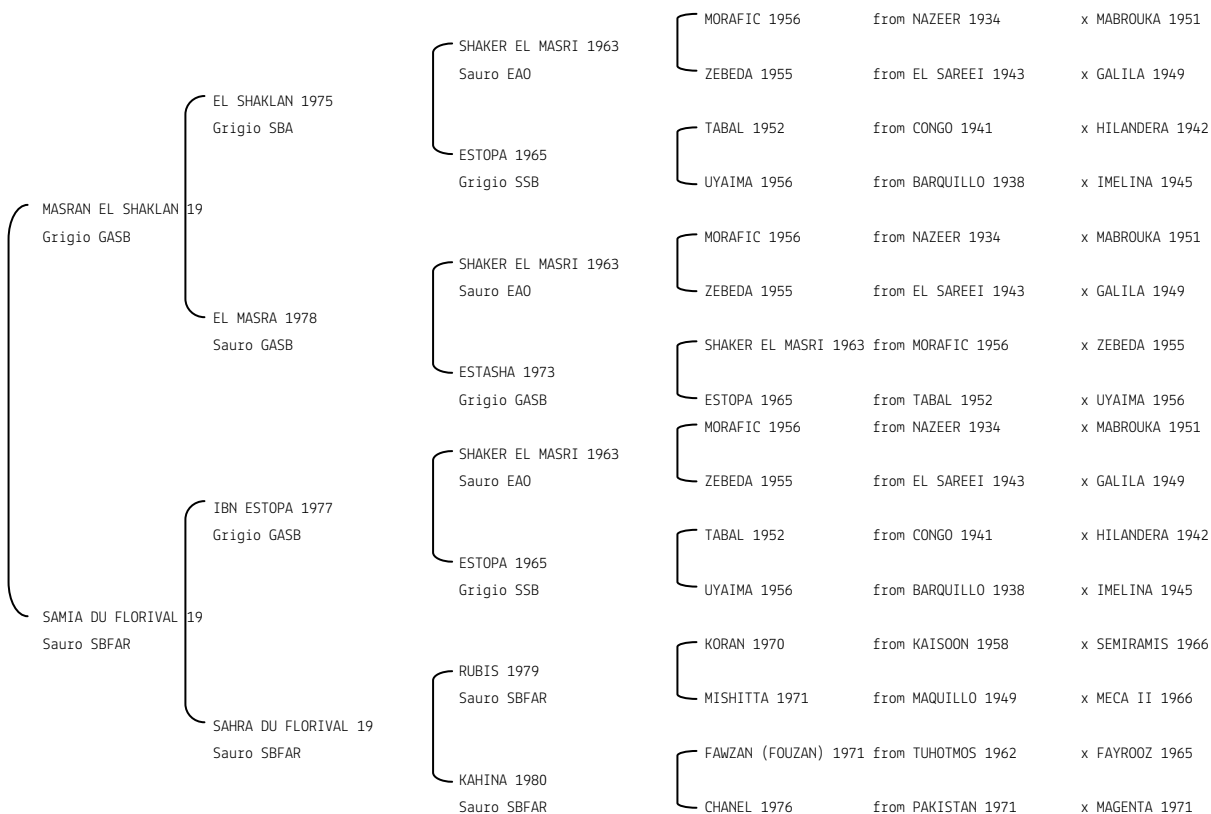 MORAFIC 1956 from NAZEER 1934 x MABROUKA 1951
SHAKER EL MASRI 1963
Sauro EAO
ZEBEDA 1955 from EL SAREEI 1943 x GALILA 1949
EL SHAKLAN 1975
Grigio SBA
TABAL 1952 from CONGO 1941 x HILANDERA 1942
ESTOPA 1965
Grigio SSB
UYAIMA 1956 from BARQUILLO 1938 x IMELINA 1945
MASRAN EL SHAKLAN 19
Grigio GASB
MORAFIC 1956 from NAZEER 1934 x MABROUKA 1951
SHAKER EL MASRI 1963
Sauro EAO
ZEBEDA 1955 from EL SAREEI 1943 x GALILA 1949
EL MASRA 1978
Sauro GASB
SHAKER EL MASRI 1963 from MORAFIC 1956 x ZEBEDA 1955
ESTASHA 1973
Grigio GASB
ESTOPA 1965 from TABAL 1952 x UYAIMA 1956
MORAFIC 1956 from NAZEER 1934 x MABROUKA 1951
SHAKER EL MASRI 1963
Sauro EAO
ZEBEDA 1955 from EL SAREEI 1943 x GALILA 1949
IBN ESTOPA 1977
Grigio GASB
TABAL 1952 from CONGO 1941 x HILANDERA 1942
ESTOPA 1965
Grigio SSB
UYAIMA 1956 from BARQUILLO 1938 x IMELINA 1945
SAMIA DU FLORIVAL 19
Sauro SBFAR
KORAN 1970 from KAISOON 1958 x SEMIRAMIS 1966
RUBIS 1979
Sauro SBFAR
MISHITTA 1971 from MAQUILLO 1949 x MECA II 1966
SAHRA DU FLORIVAL 19
Sauro SBFAR
FAWZAN (FOUZAN) 1971 from TUHOTMOS 1962 x FAYROOZ 1965
KAHINA 1980
Sauro SBFAR
CHANEL 1976 from PAKISTAN 1971 x MAGENTA 1971